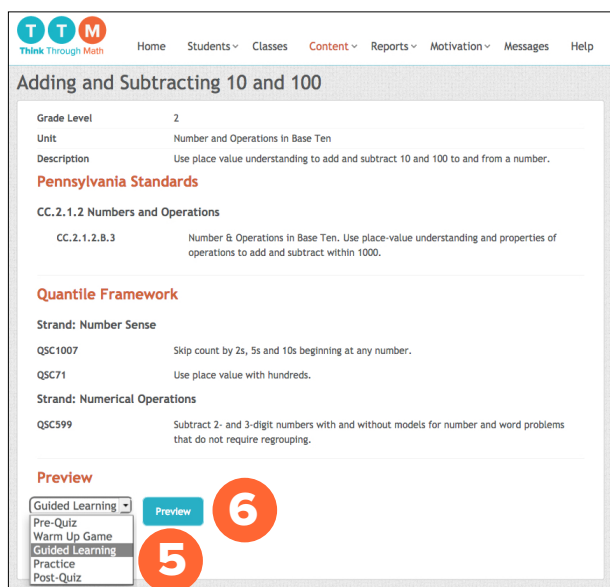 TTM
Think Through Math
Home Students Classes Content Reports Motivation Messages Help
Adding and Subtracting 10 and 100
Grade Level 2
Unit Number and Operations in Base Ten
Description Use place value understanding to add and subtract 10 and 100 to and from a number.
Pennsylvania Standards
CC.2.1.2 Numbers and Operations
CC.2.1.2.B.3 Number & Operations in Base Ten. Use place-value understanding and properties of
operations to add and subtract within 1000.
Quantile Framework
Strand: Number Sense
QSC1007 Skip count by 2s, 5s and 10s beginning at any number.
QSC71 Use place value with hundreds.
Strand: Numerical Operations
QSC599 Subtract 2- and 3-digit numbers with and without models for number and word problems
that do not require regrouping.
Preview
Guided Learning Preview 6
Pre-Quiz
Warm Up Game
Guided Learning 5
Practice
Post-Quiz